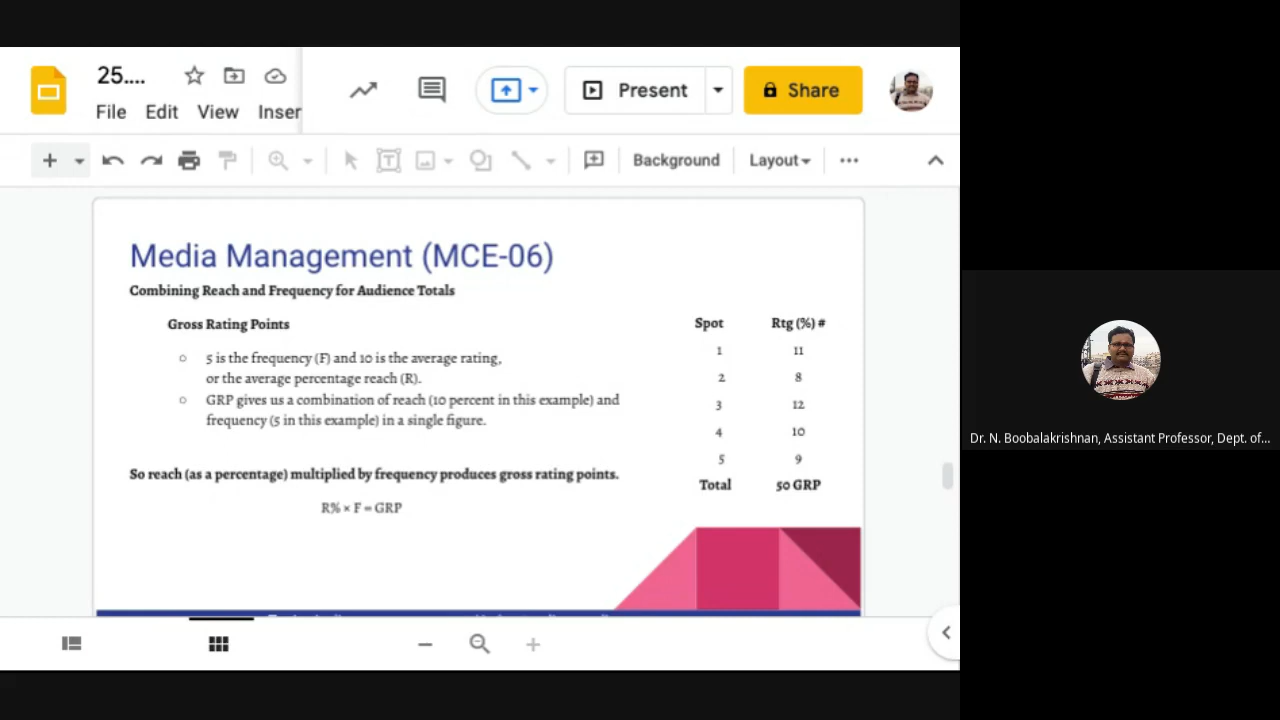 25....
File Edit View Inser
Present
Share
Background
Layout
Media Management (MCE-06)
Combining Reach and Frequency for Audience Totals
Gross Rating Points
5 is the frequency (F) and 10 is the average rating,
or the average percentage reach (R).
GRP gives us a combination of reach (10 percent in this example) and
frequency (5 in this example) in a single figure.
So reach (as a percentage) multiplied by frequency produces gross rating points.
R% × F = GRP
Spot Rtg (%) #
1 11
2 8
3 12
4 10
5 9
Total 50 GRP
Dr. N. Boobalakrishnan, Assistant Professor, Dept. of...